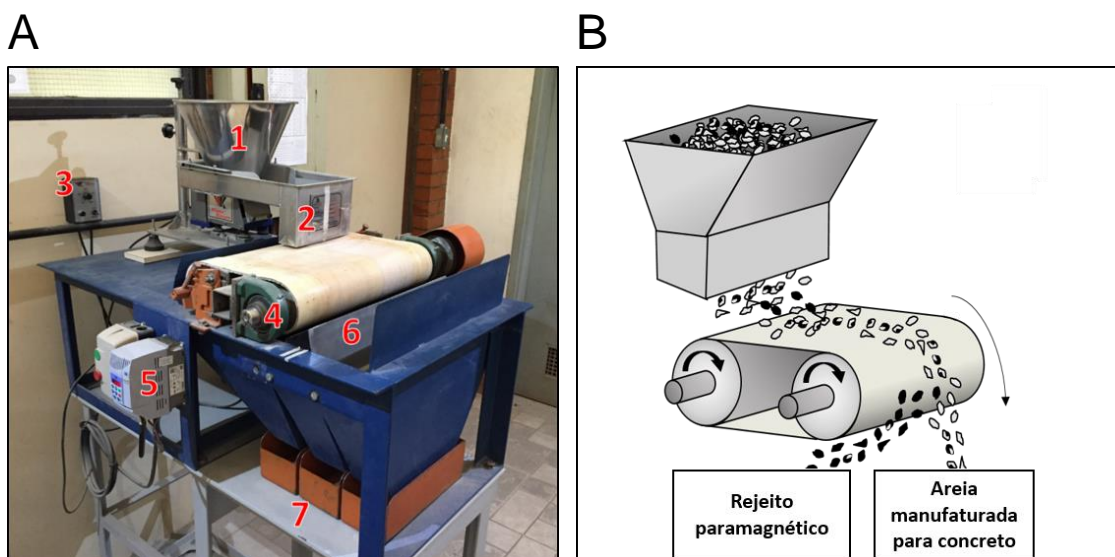 A
B
1
2
3
4
5
6
7
Rejeito
paramagnético
Areia
manufaturada
para concreto